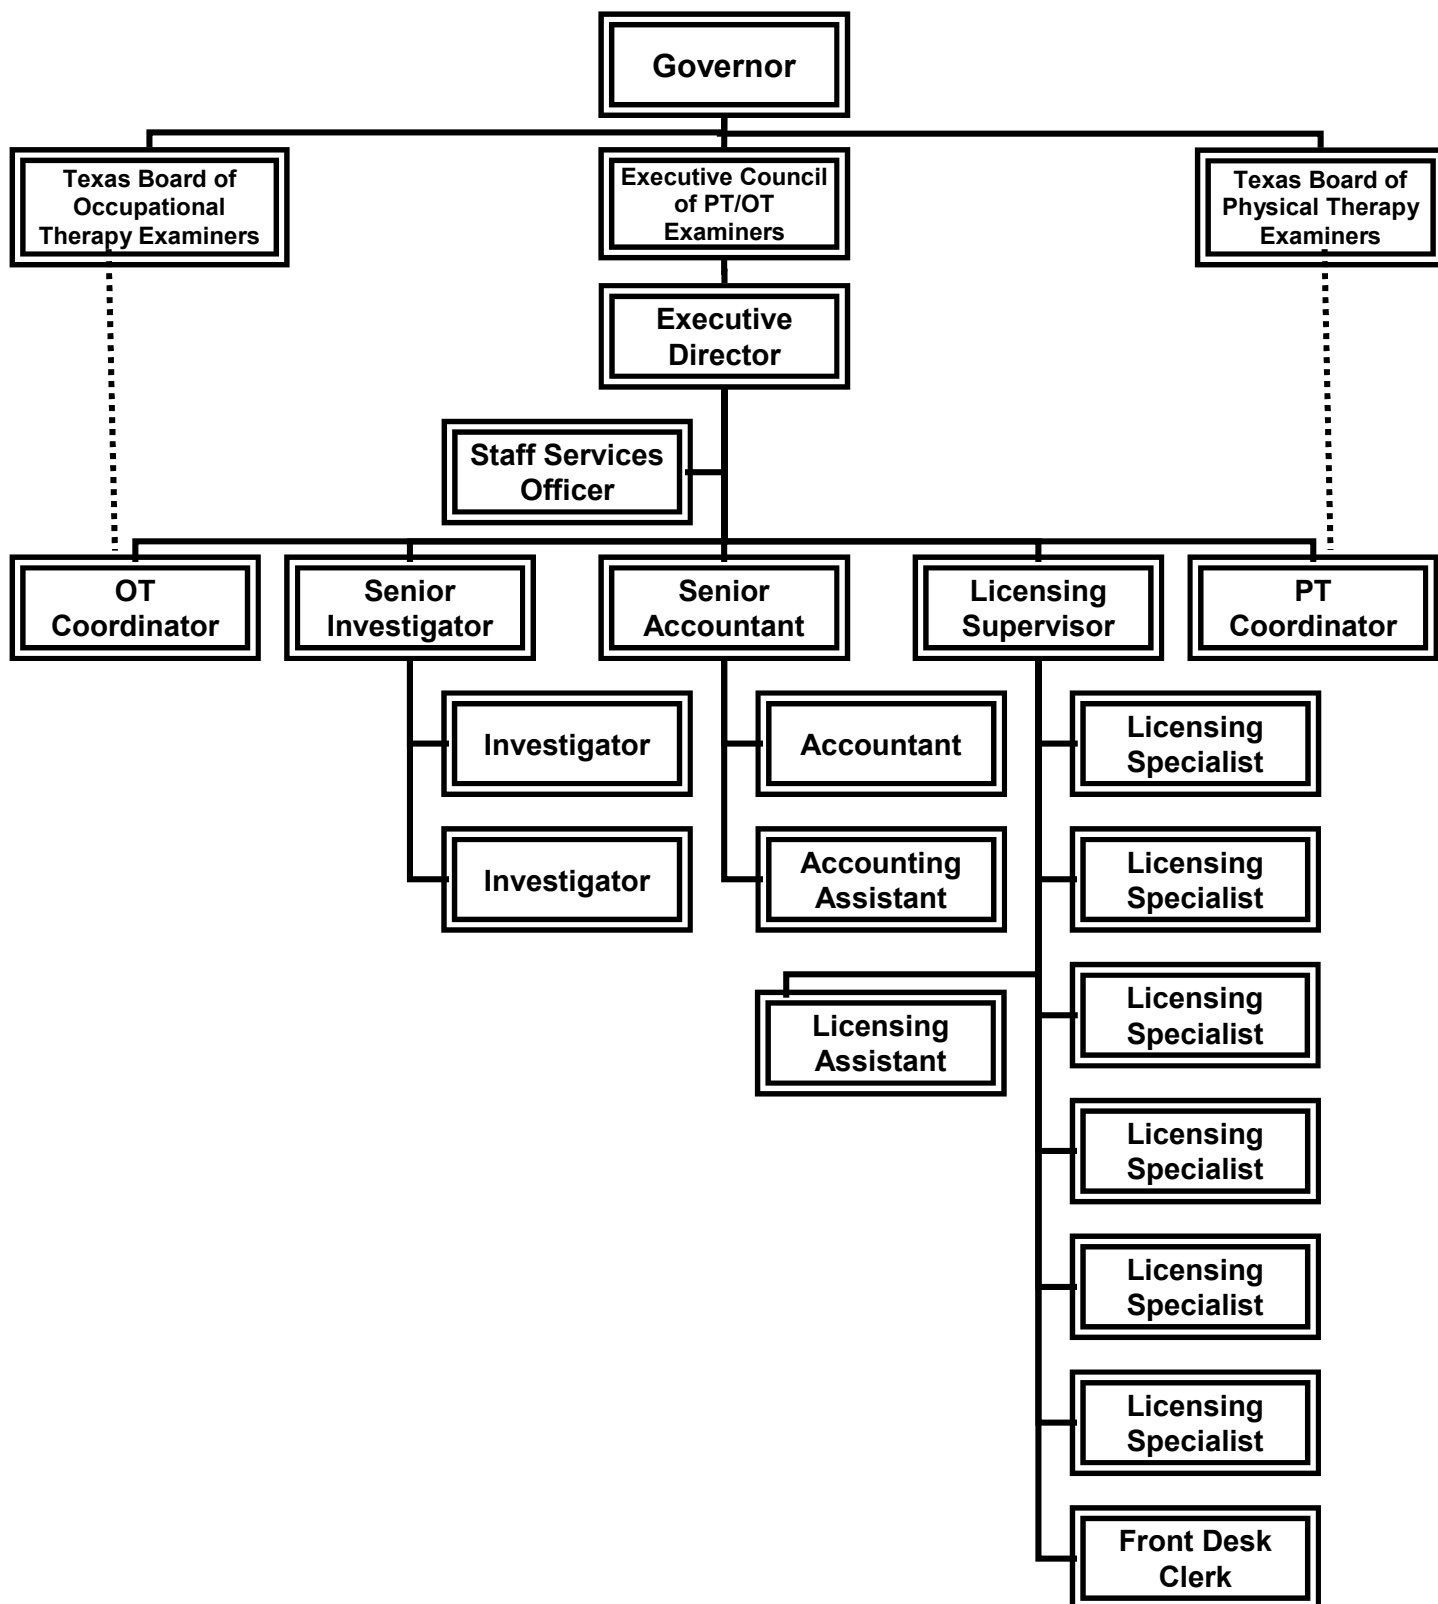 Governor
Texas Board of
Occupational
Therapy Examiners
Executive Council
of PT/OT
Examiners
Texas Board of
Physical Therapy
Examiners
Executive
Director
Staff Services
Officer
OT
Coordinator
Senior
Investigator
Senior
Accountant
Licensing
Supervisor
PT
Coordinator
Investigator
Accountant
Licensing
Specialist
Investigator
Accounting
Assistant
Licensing
Specialist
Licensing
Assistant
Licensing
Specialist
Licensing
Specialist
Licensing
Specialist
Licensing
Specialist
Front Desk
Clerk